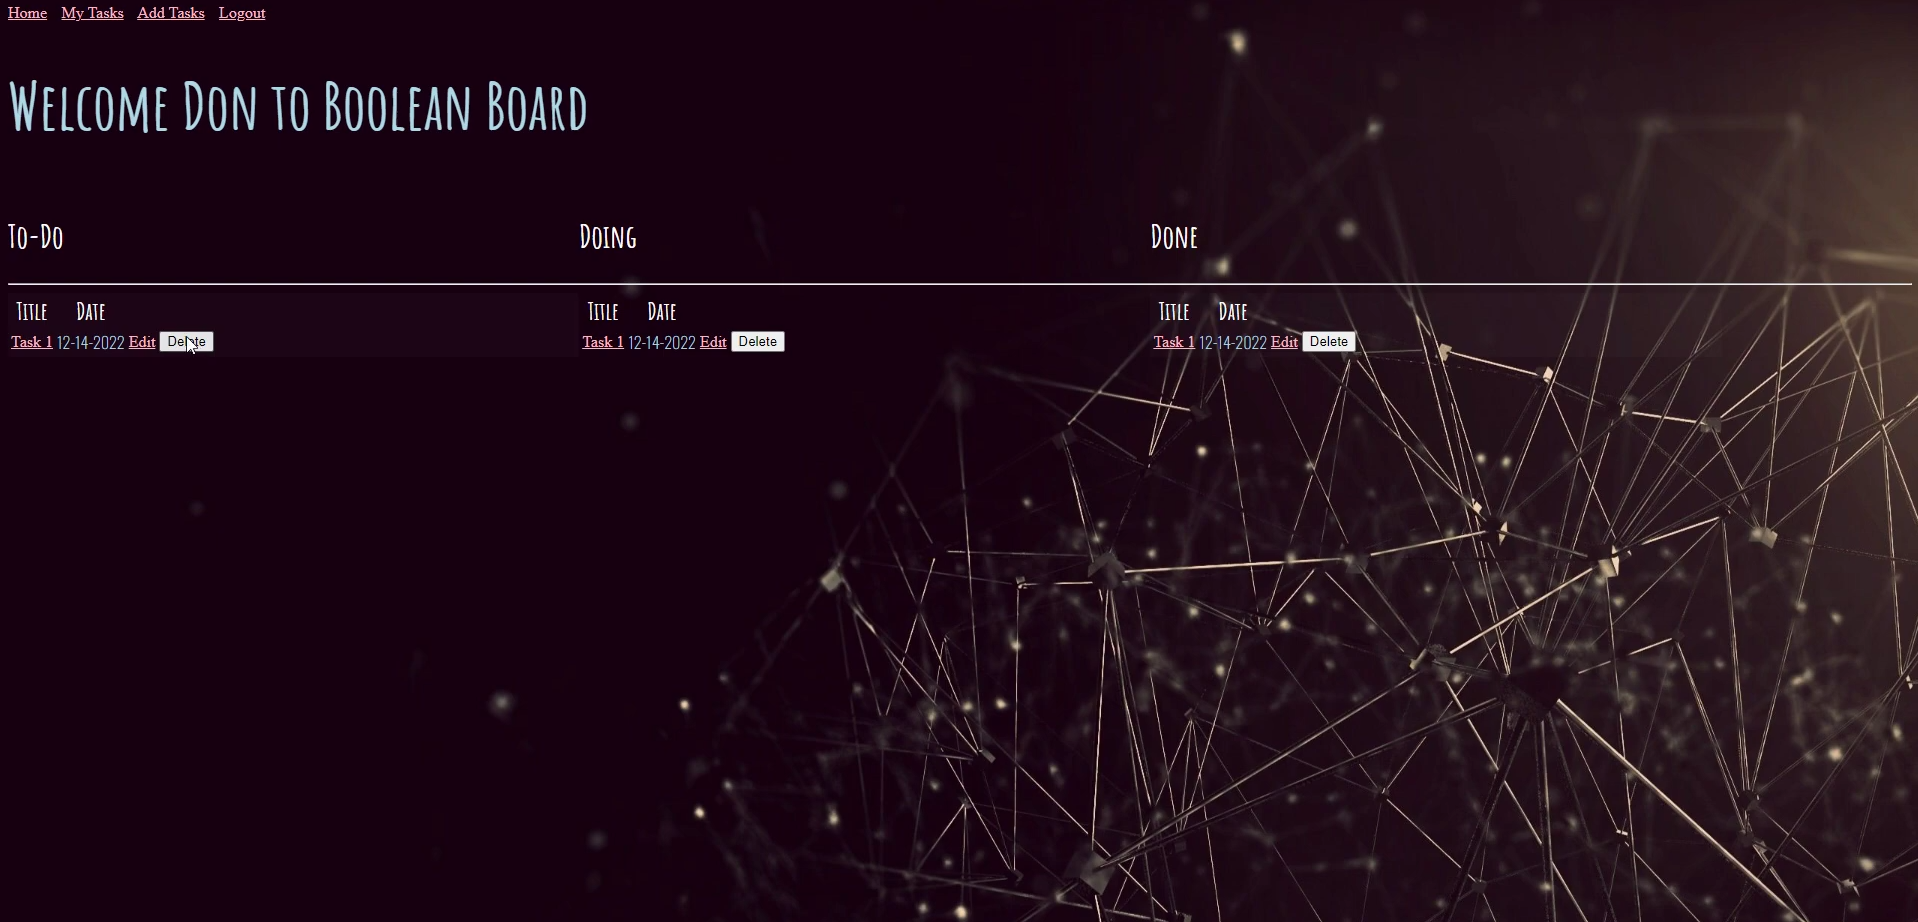 Home My Tasks Add Tasks Logout
Welcome Don to Boolean Board
To-Do Doing Done
Title Date Title Date Title Date
Task 1 12-14-2022 Edit Delete Task 1 12-14-2022 Edit Delete Task 1 12-14-2022 Edit Delete